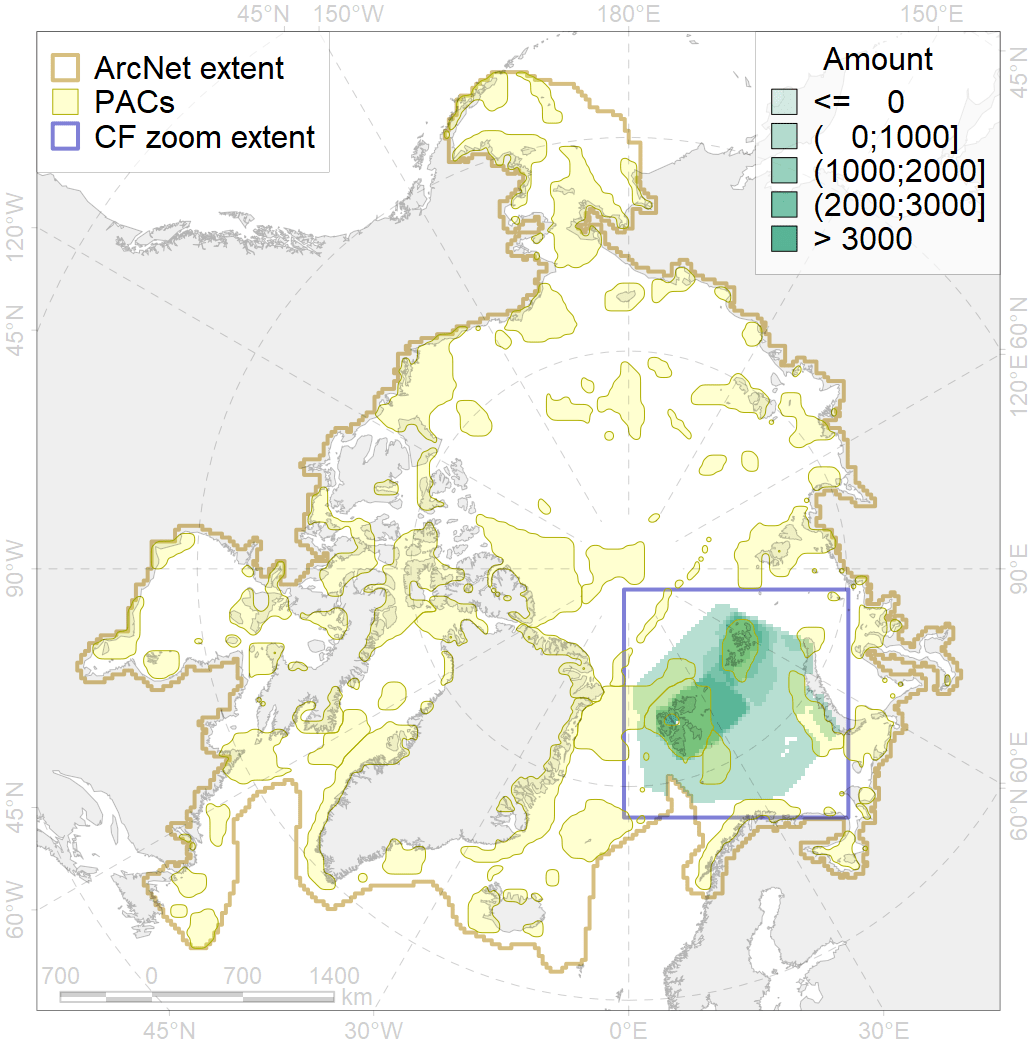 45°N 150°W 180°E 150°E
ArcNet extent
PACs
CF zoom extent
Amount
<= 0
( 0;1000]
(1000;2000]
(2000;3000]
> 3000
45°N
120°W
45°N
60°N
120°E
90°W
90°E
45°N
60°E
60°N
60°W
700 0 700 1400
km
45°N 30°W 0°E 30°E